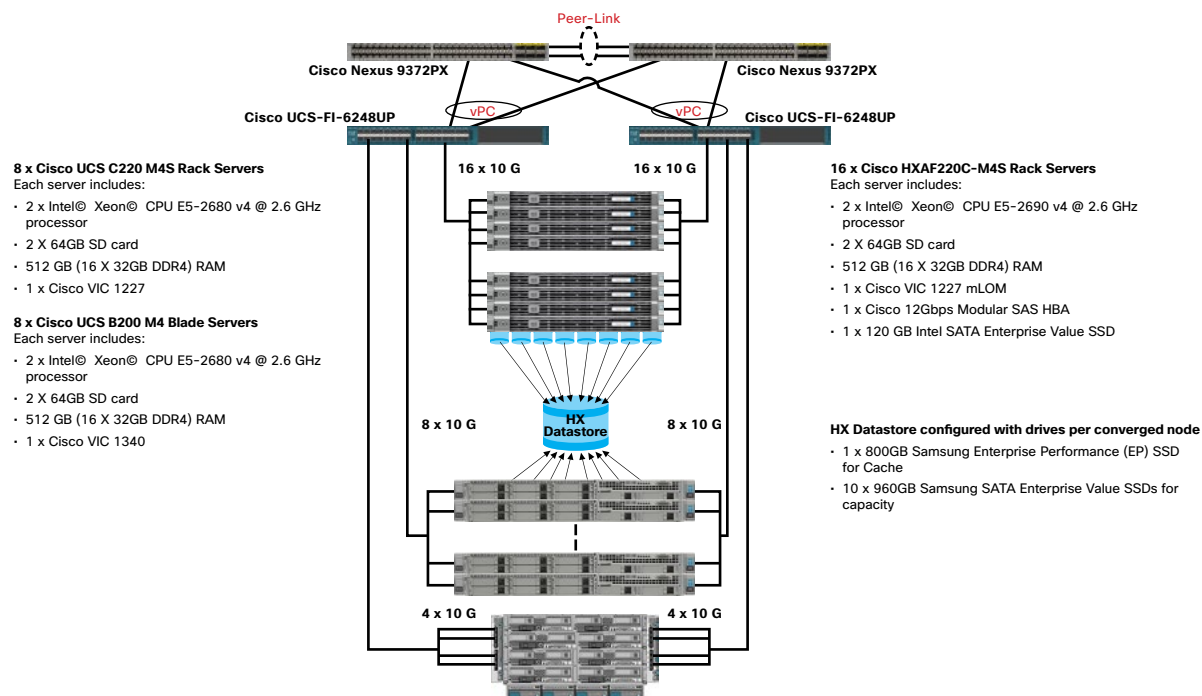 Peer-Link
Cisco Nexus 9372PX
Cisco Nexus 9372PX
vPC
vPC
Cisco UCS-FI-6248UP
Cisco UCS-FI-6248UP
8 x Cisco UCS C220 M4S Rack Servers
Each server includes:
· 2 x Intel© Xeon© CPU E5-2680 v4 @ 2.6 GHz
processor
· 2 X 64GB SD card
· 512 GB (16 X 32GB DDR4) RAM
· 1 x Cisco VIC 1227
8 x Cisco UCS B200 M4 Blade Servers
Each server includes:
· 2 x Intel© Xeon© CPU E5-2680 v4 @ 2.6 GHz
processor
· 2 X 64GB SD card
· 512 GB (16 X 32GB DDR4) RAM
· 1 x Cisco VIC 1340
16 x 10 G
16 x 10 G
HX
Datastore
8 x 10 G
8 x 10 G
4 x 10 G
4 x 10 G
16 x Cisco HXAF220C-M4S Rack Servers
Each server includes:
· 2 x Intel© Xeon© CPU E5-2690 v4 @ 2.6 GHz
processor
· 2 X 64GB SD card
· 512 GB (16 X 32GB DDR4) RAM
· 1 x Cisco VIC 1227 mLOM
· 1 x Cisco 12Gbps Modular SAS HBA
· 1 x 120 GB Intel SATA Enterprise Value SSD
HX Datastore configured with drives per converged node
· 1 x 800GB Samsung Enterprise Performance (EP) SSD
for Cache
· 10 x 960GB Samsung SATA Enterprise Value SSDs for
capacity